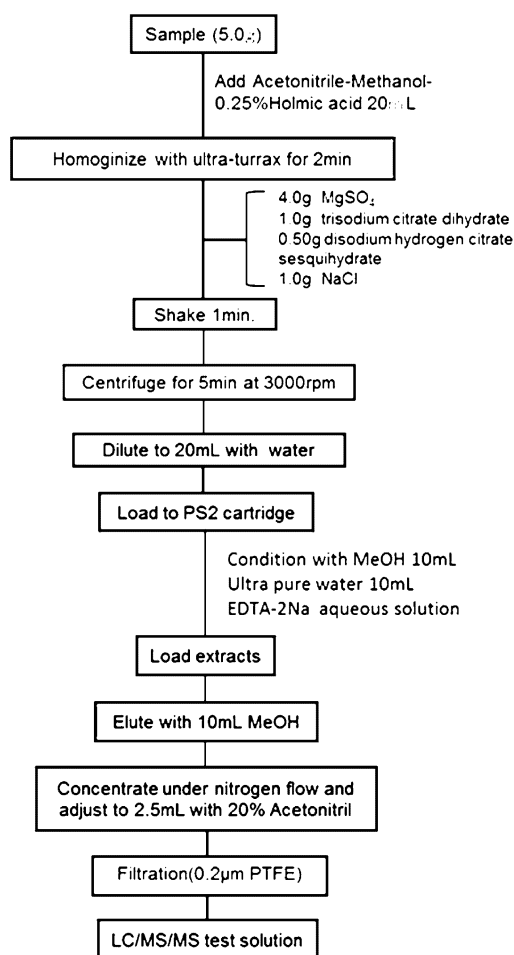 Sample (5.0
Add Acetonitrile-Methanol-
0.25%Holmic acid 20 L
Homoginize with ultra-turrax for 2min
4.0g MgSO₄
1.0g trisodium citrate dihydrate
0.50g disodium hydrogen citrate
sesquihydrate
1.0g NaCl
Shake 1min.
Centrifuge for 5min at 3000rpm
Dilute to 20mL with water
Load to PS2 cartridge
Condition with MeOH 10mL
Ultra pure water 10mL
EDTA-2Na aqueous solution
Load extracts
Elute with 10mL MeOH
Concentrate under nitrogen flow and
adjust to 2.5mL with 20% Acetonitril
Filtration(0.2µm PTFE)
LC/MS/MS test solution